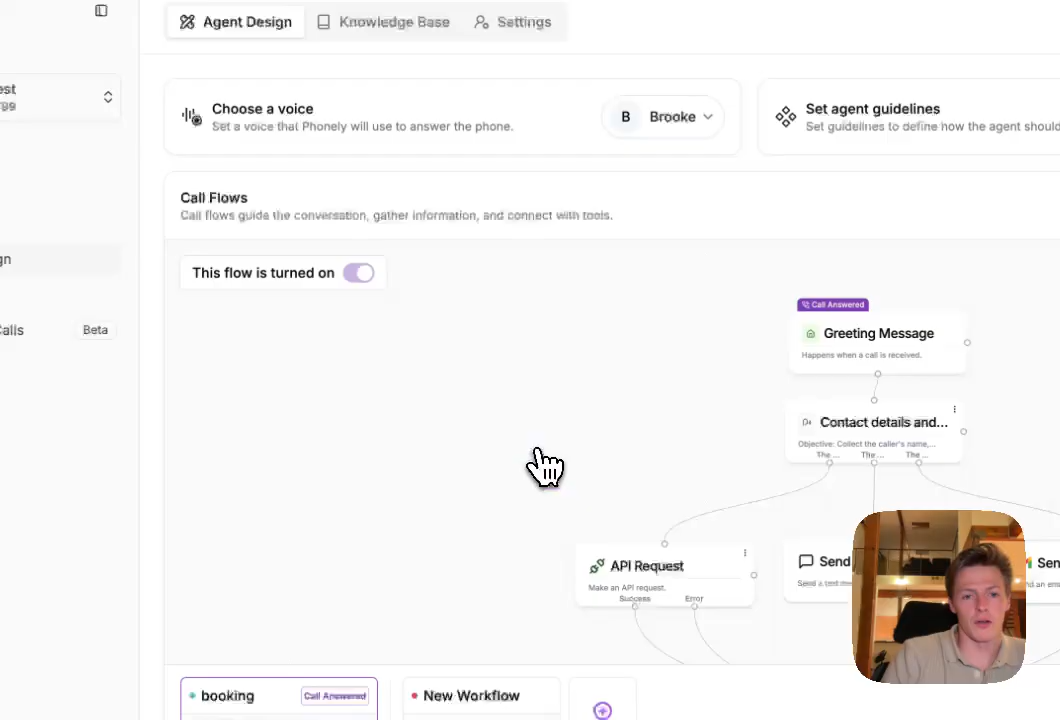 Agent Design
Knowledge Base
Settings
est
rge
Choose a voice
Set a voice that Phonely will use to answer the phone.
B
Brooke
Set agent guidelines
Set guidelines to define how the agent should
Call Flows
Call flows guide the conversation, gather information, and connect with tools.
gn
This flow is turned on
Calls
Beta
Call Answered
Greeting Message
Happens when a call is received.
Contact details and...
Objective: Collect the caller's name,...
The ...
The ...
The ...
API Request
Make an API request.
Success
Error
Send
Send a text me
Sen
nd an em
booking
Call Answered
New Workflow